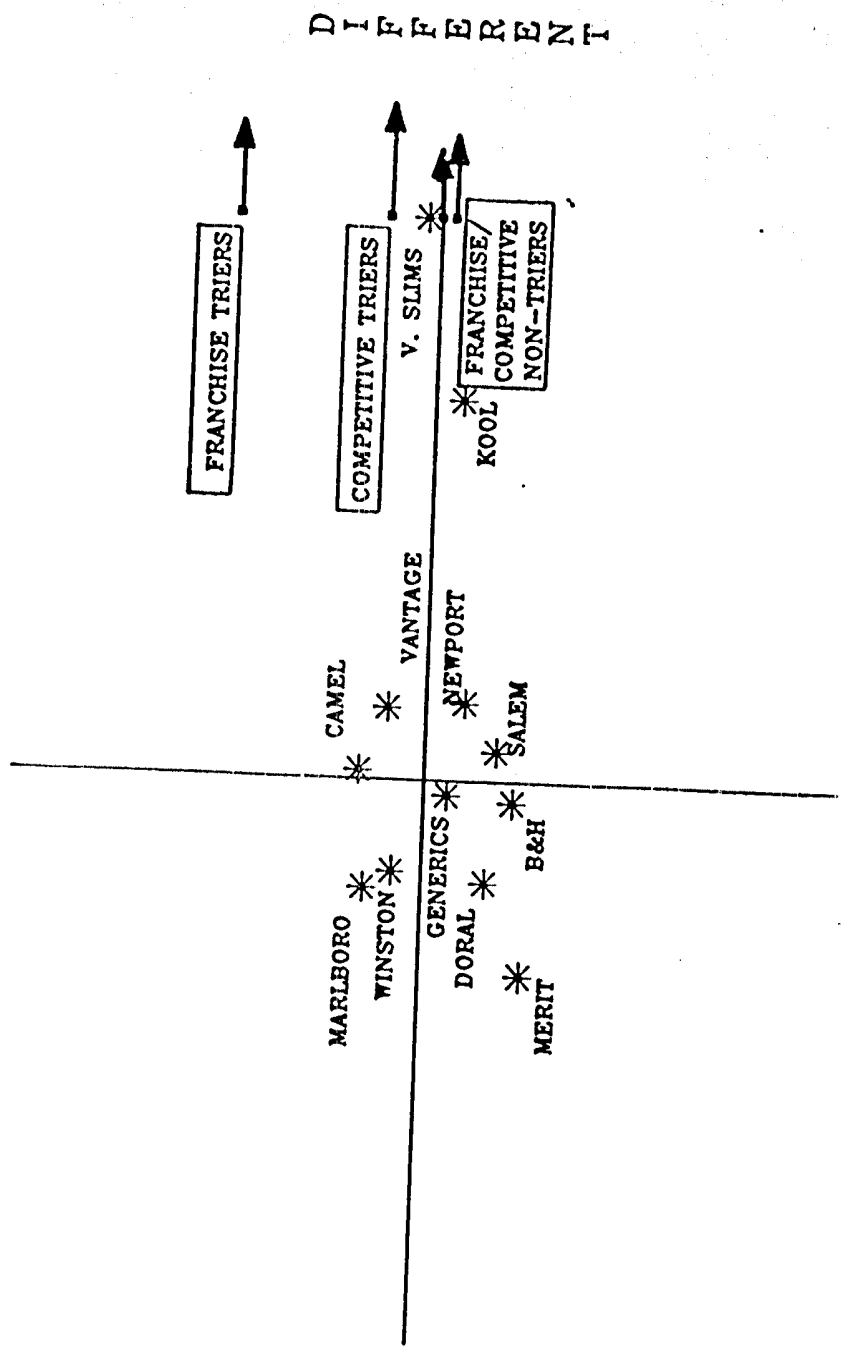 FRANCHISE TRIERS
MARLBORO
CAMEL
COMPETITIVE TRIERS
WINSTON
VANTAGE
V. SLIMS
GENERICS
NEWPORT
DORAL
KOOL
FRANCHISE/
COMPETITIVE
NON-TRIERS
SALEM
B&H
MERIT
DIFFERENT